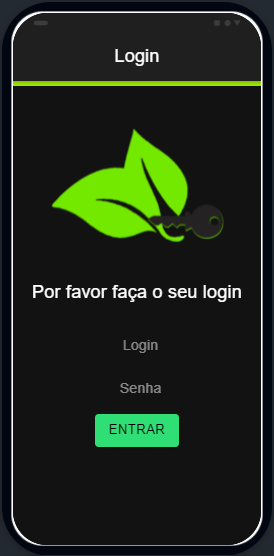 Login
Por favor faça o seu login
Login
Senha
ENTRAR